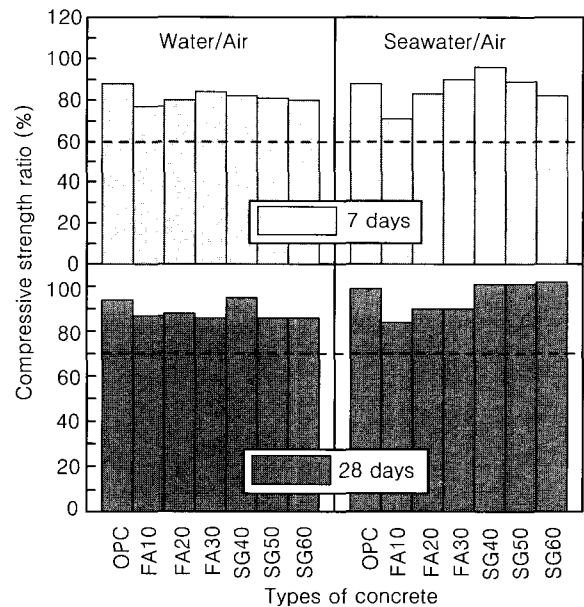 Compressive strength ratio (%)
120
100
80
60
40
20
0
100
80
60
40
20
0
Water/Air
Seawater/Air
7 days
28 days
OPC
FA10
FA20
FA30
SG40
SG50
SG60
OPC
FA10
FA20
FA30
SG40
SG50
SG60
Types of concrete